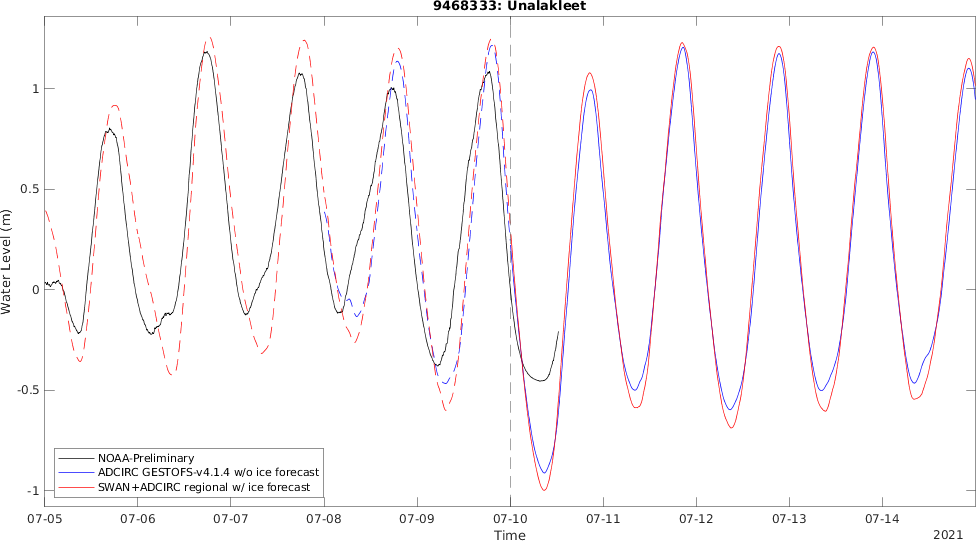 9468333: Unalakleet
Water Level (m)
1
0.5
0
-0.5
-1
NOAA-Preliminary
ADCIRC GESTOFS-v4.1.4 w/o ice forecast
SWAN+ADCIRC regional w/ ice forecast
07-05 07-06 07-07 07-08 07-09 07-10 07-11 07-12 07-13 07-14
Time
2021